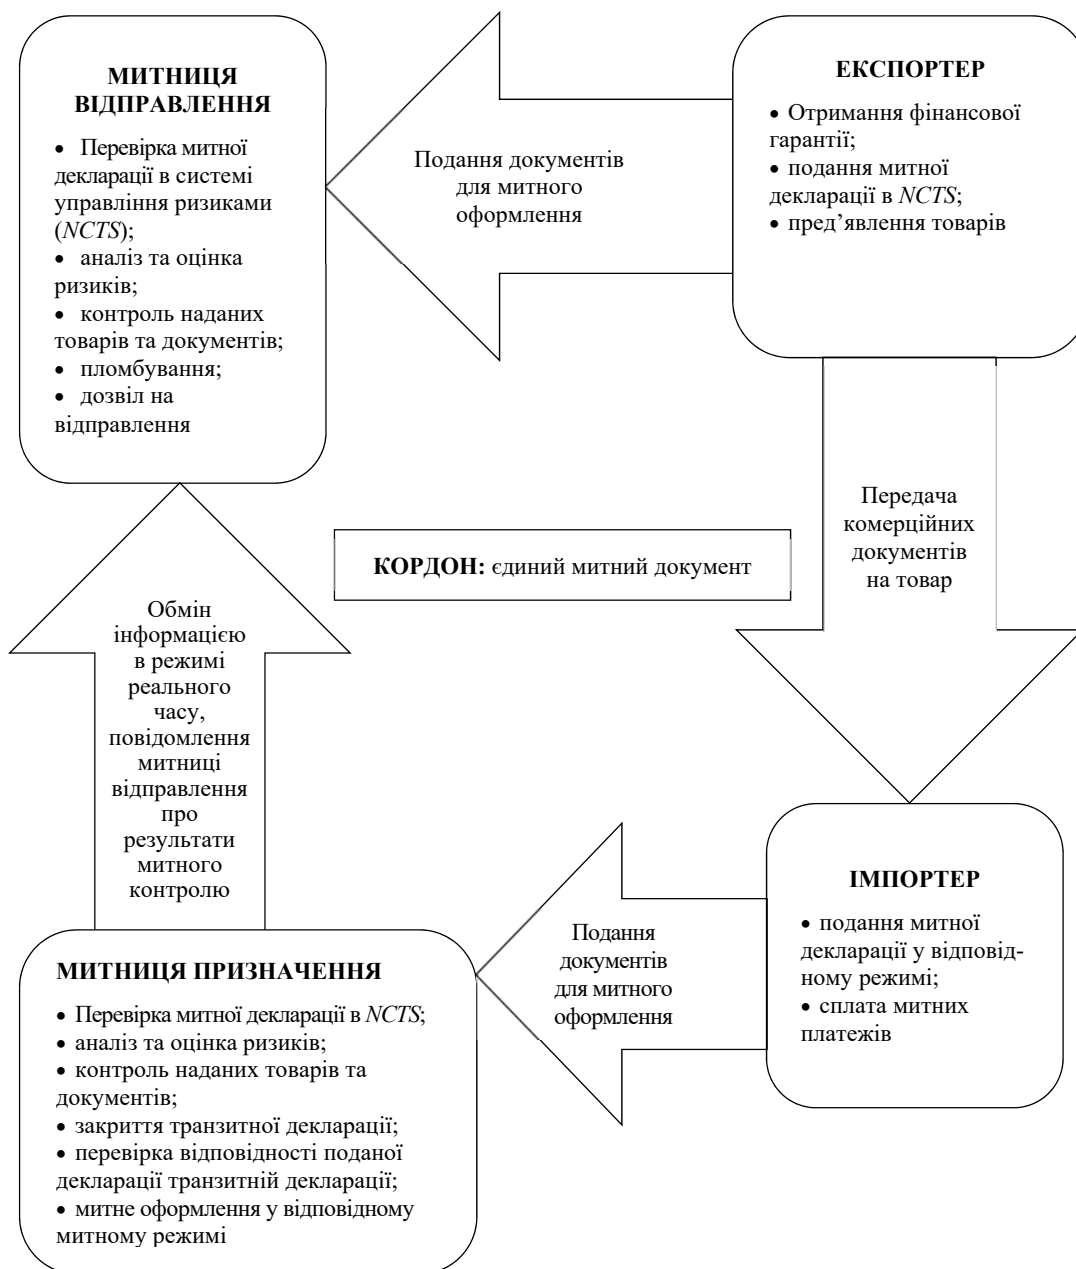 МИТНИЦЯ
ВІДПРАВЛЕННЯ
• Перевірка митної
декларації в системі
управління ризиками
(NCTS);
• аналіз та оцінка
ризиків;
• контроль наданих
товарів та документів;
• пломбування;
• дозвіл на
відправлення
Подання документів
для митного
оформлення
ЕКСПОРТЕР
• Отримання фінансової
гарантії;
• подання митної
декларації в NCTS;
• пред’явлення товарів
Передача
комерційних
документів
на товар
КОРДОН: єдиний митний документ
Обмін
інформацією
в режимі
реального
часу,
повідомлення
митниці
відправлення
про
результати
митного
контролю
ІМПОРТЕР
• подання митної
декларації у відповід-
ному режимі;
• сплата митних
платежів
Подання
документів
для митного
оформлення
МИТНИЦЯ ПРИЗНАЧЕННЯ
• Перевірка митної декларації в NCTS;
• аналіз та оцінка ризиків;
• контроль наданих товарів та
документів;
• закриття транзитної декларації;
• перевірка відповідності поданої
декларації транзитній декларації;
• митне оформлення у відповідному
митному режимі